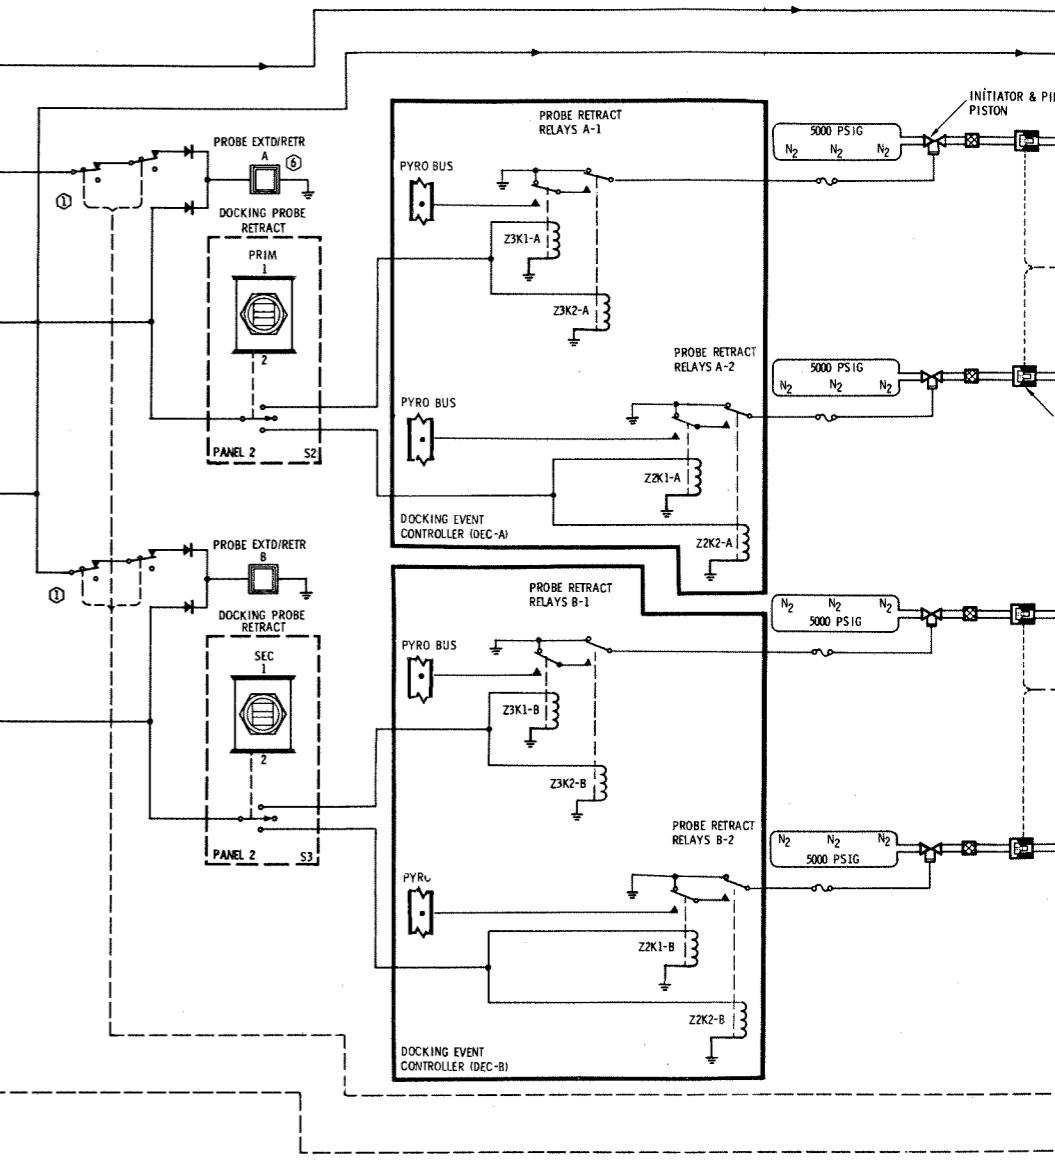 INITIATOR & PI
PISTON
PROBE RETRACT
RELAYS A-1
5000 PSIG
N2 N2 N2
PROBE EXTD/RETR
A
6
PYRO BUS
1
DOCKING PROBE
RETRACT
PRIM
1
2
PANEL 2 S2
Z3K1-A
Z3K2-A
PROBE RETRACT
RELAYS A-2
5000 PSIG
N2 N2 N2
PYRO BUS
Z2K1-A
DOCKING EVENT
CONTROLLER (DEC-A)
Z2K2-A
PROBE EXTD/RETR
B
1
DOCKING PROBE
RETRACT
SEC
1
2
PANEL 2 S3
PROBE RETRACT
RELAYS B-1
N2 N2 N2
5000 PSIG
PYRO BUS
Z3K1-B
Z3K2-B
PROBE RETRACT
RELAYS B-2
N2 N2 N2
5000 PSIG
Z2K1-B
Z2K2-B
DOCKING EVENT
CONTROLLER (DEC-B)